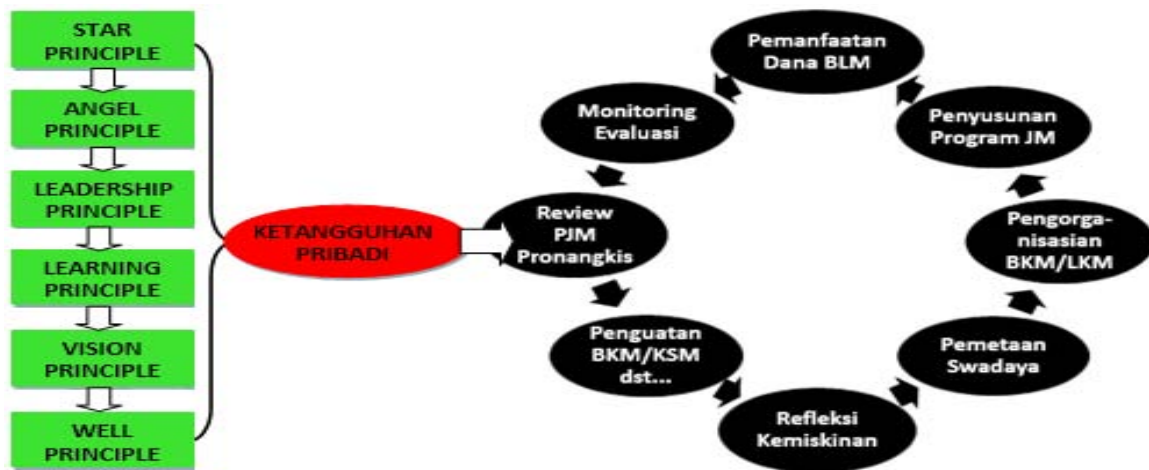 STAR
PRINCIPLE
ANGEL
PRINCIPLE
LEADERSHIP
PRINCIPLE
LEARNING
PRINCIPLE
VISION
PRINCIPLE
WELL
PRINCIPLE
KETANGGUHAN
PRIBADI
Review
PJM
Pronangkis
Penguatan
BKM/KSM
dst...
Refleksi
Kemiskinan
Pemetaan
Swadaya
Pengorga-
nisasian
BKM/LKM
Penyusunan
Program JM
Pemanfaatan
Dana BLM
Monitoring
Evaluasi